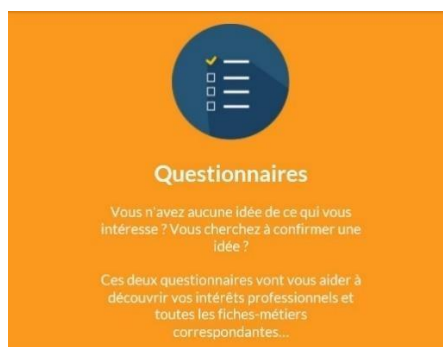 Questionnaires
Vous n'avez aucune idée de ce qui vous
intéresse ? Vous cherchez à confirmer une
idée ?
Ces deux questionnaires vont vous aider à
découvrir vos intérêts professionnels et
toutes les fiches-métiers
correspondantes...